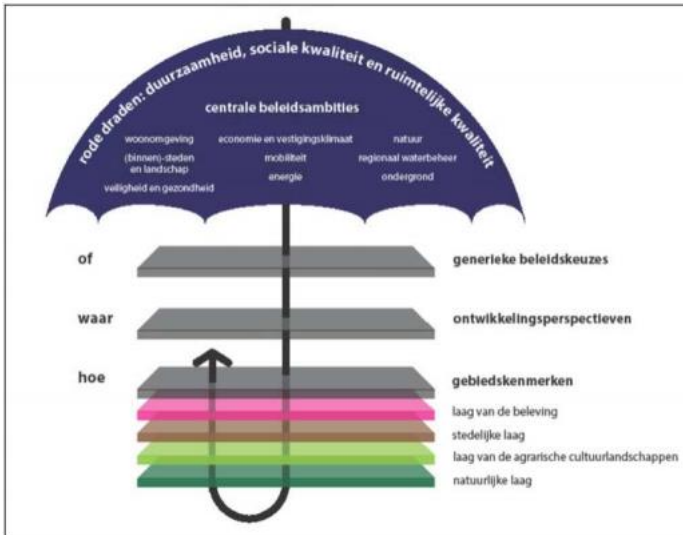 rode draden: duurzaamheid, sociale kwaliteit en ruimtelijke kwaliteit
centrale beleidsambities
woonomgeving
(binnen)-steden
en landschap
veiligheid en gezondheid
economie en vestigingsklimaat
mobiliteit
energie
natuur
regionaal waterbeheer
ondergrond
of
generieke beleidskeuzes
waar
ontwikkelingsperspectieven
hoe
gebiedskenmerken
laag van de beleving
stedelijke laag
laag van de agrarische cultuurlandschappen
natuurlijke laag